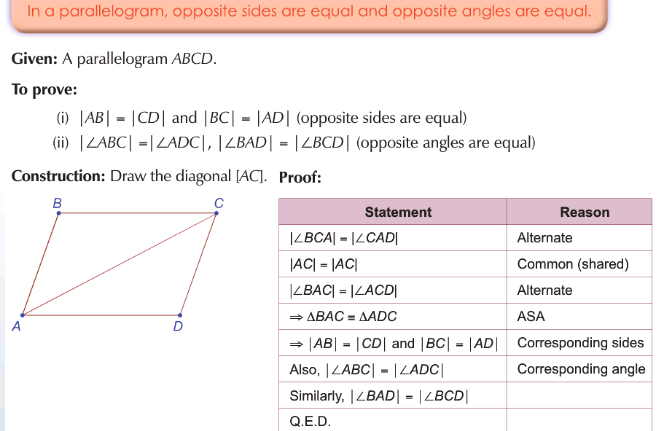 In a parallelogram, opposite sides are equal and opposite angles are equal.
Given: A parallelogram ABCD.
To prove:
(i) |AB| = |CD| and |BC| = |AD| (opposite sides are equal)
(ii) |∠ABC| =|∠ADC|, |∠BAD| = |∠BCD| (opposite angles are equal)
Construction: Draw the diagonal [AC]. Proof:
B
C
A
D
Statement Reason
|∠BCA| = |∠CAD| Alternate
|AC| = |AC| Common (shared)
|∠BAC| = |∠ACD| Alternate
⇒ ΔBAC ≡ ΔADC ASA
⇒ |AB| = |CD| and |BC| = |AD| Corresponding sides
Also, |∠ABC| = |∠ADC| Corresponding angle
Similarly, |∠BAD| = |∠BCD|
Q.E.D.